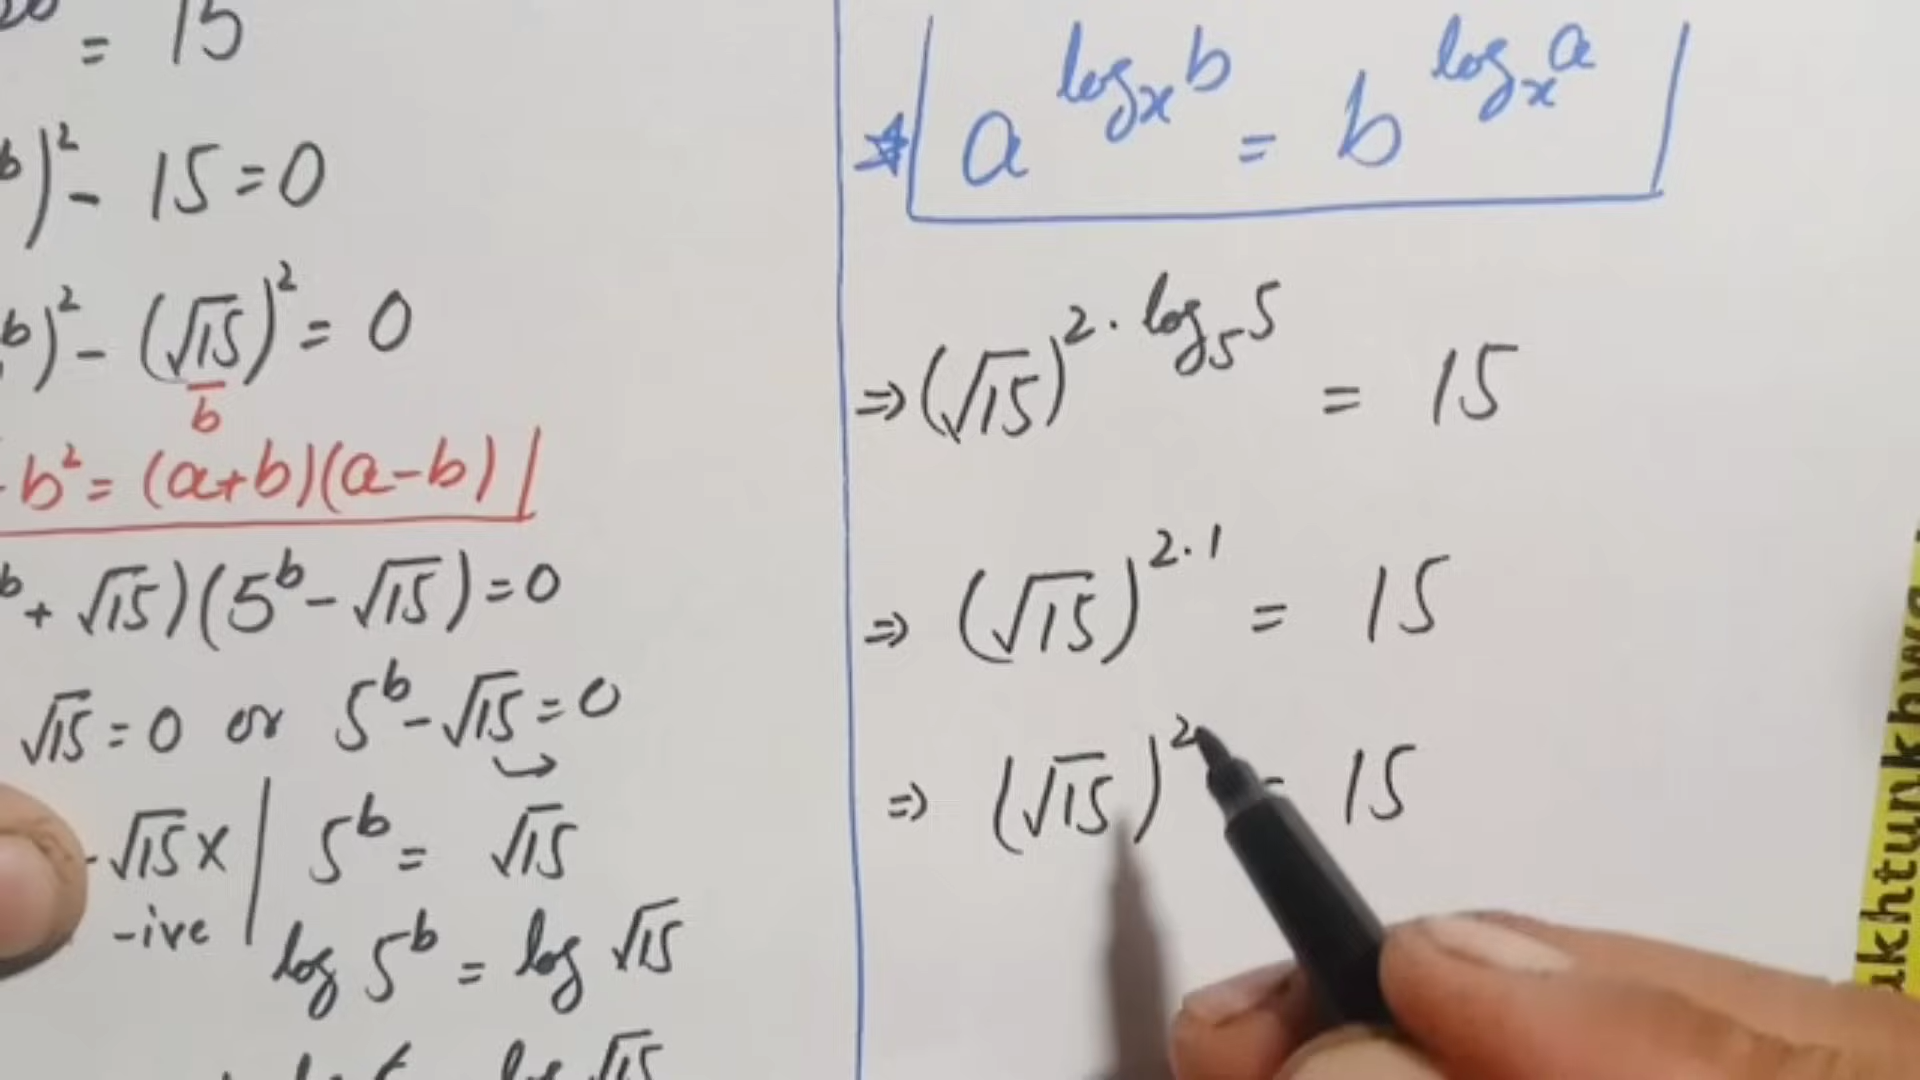 = 15
b)² - 15 = 0
b)² - (√15)² = 0
b
b² = (a+b)(a-b)
b + √15)(5^b - √15) = 0
√15 = 0 or 5^b - √15 = 0
-√15 × | 5^b = √15
-ive
log 5^b = log √15
√15
a^(log_x b) = b^(log_x a)
⇒ (√15)^(2 · log_5 5) = 15
⇒ (√15)^(2·1) = 15
⇒ (√15)² = 15
ukhtunkhwa